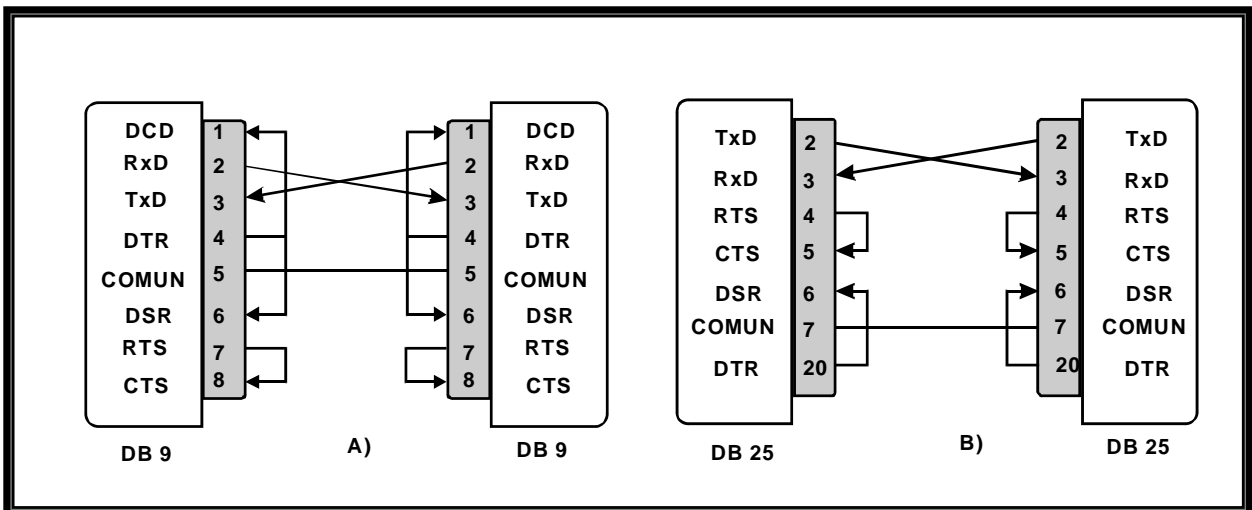 DCD 1
RxD 2
TxD 3
DTR 4
COMUN 5
DSR 6
RTS 7
CTS 8
DB 9
A)
1 DCD
2 RxD
3 TxD
4 DTR
5 COMUN
6 DSR
7 RTS
8 CTS
DB 9
TxD 2
RxD 3
RTS 4
CTS 5
DSR 6
COMUN 7
DTR 20
DB 25
B)
2 TxD
3 RxD
4 RTS
5 CTS
6 DSR
7 COMUN
20 DTR
DB 25